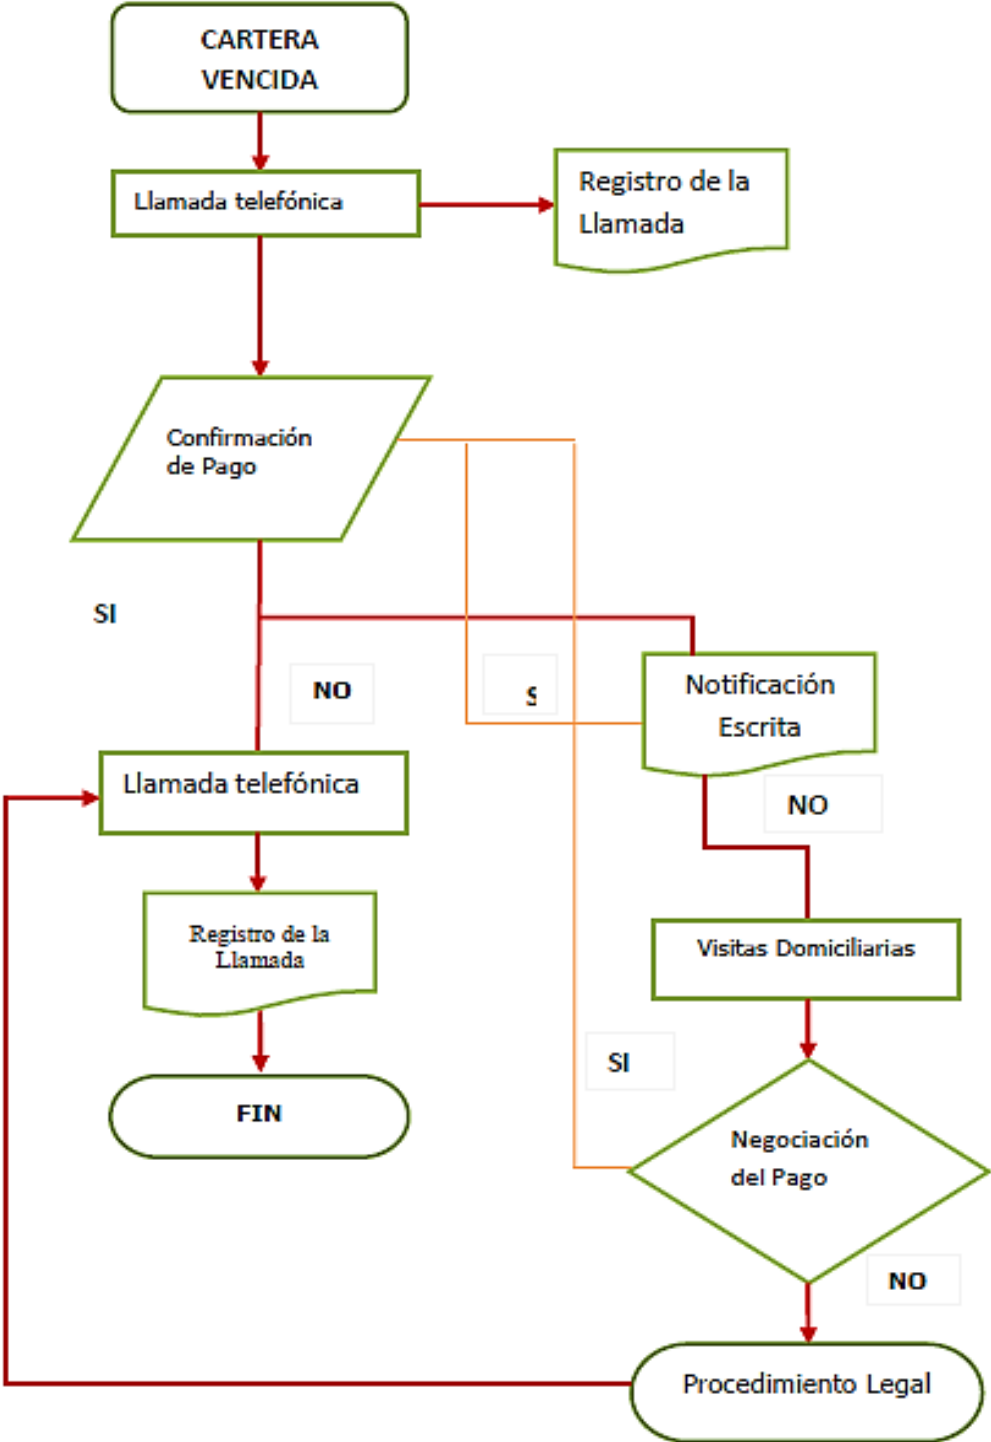 CARTERA
VENCIDA
Llamada telefónica
Registro de la
Llamada
Confirmación
de Pago
SI
NO
S
Notificación
Escrita
Llamada telefónica
NO
Registro de la
Llamada
Visitas Domiciliarias
SI
FIN
Negociación
del Pago
NO
Procedimiento Legal